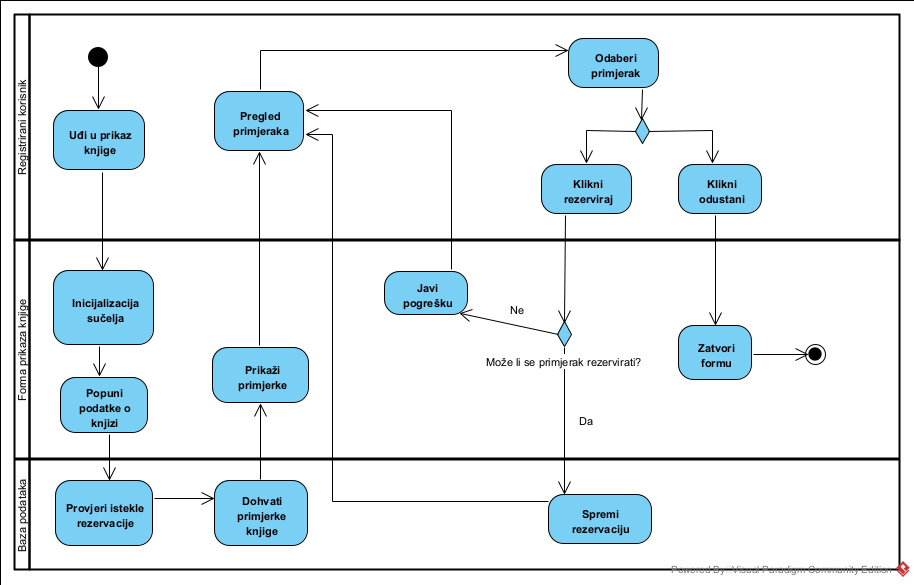 Registrirani korisnik
Uđi u prikaz
knjige
Pregled
primjeraka
Odaberi
primjerak
Klikni
rezerviraj
Klikni
odustani
Forma prikaza knjige
Inicijalizacija
sučelja
Popuni
podatke o
knjizi
Prikaži
primjerke
Javi
pogrešku
Ne
Može li se primjerak rezervirati?
Da
Zatvori
formu
Baza podataka
Provjeri istekle
rezervacije
Dohvati
primjerke
knjige
Spremi
rezervaciju
Powered By Visual Paradigm Community Edition